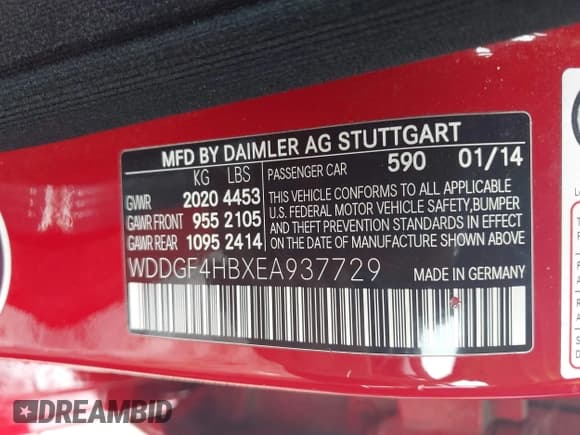 MFD BY DAIMLER AG STUTTGART
KG LBS PASSENGER CAR 590 01/14
GVWR 2020 4453
GAWR FRONT 955 2105
GAWR REAR 1095 2414
THIS VEHICLE CONFORMS TO ALL APPLICABLE
U.S. FEDERAL MOTOR VEHICLE SAFETY,BUMPER
AND THEFT PREVENTION STANDARDS IN EFFECT
ON THE DATE OF MANUFACTURE SHOWN ABOVE.
WDDGF4HBXEA937729 MADE IN GERMANY
DREAMBID